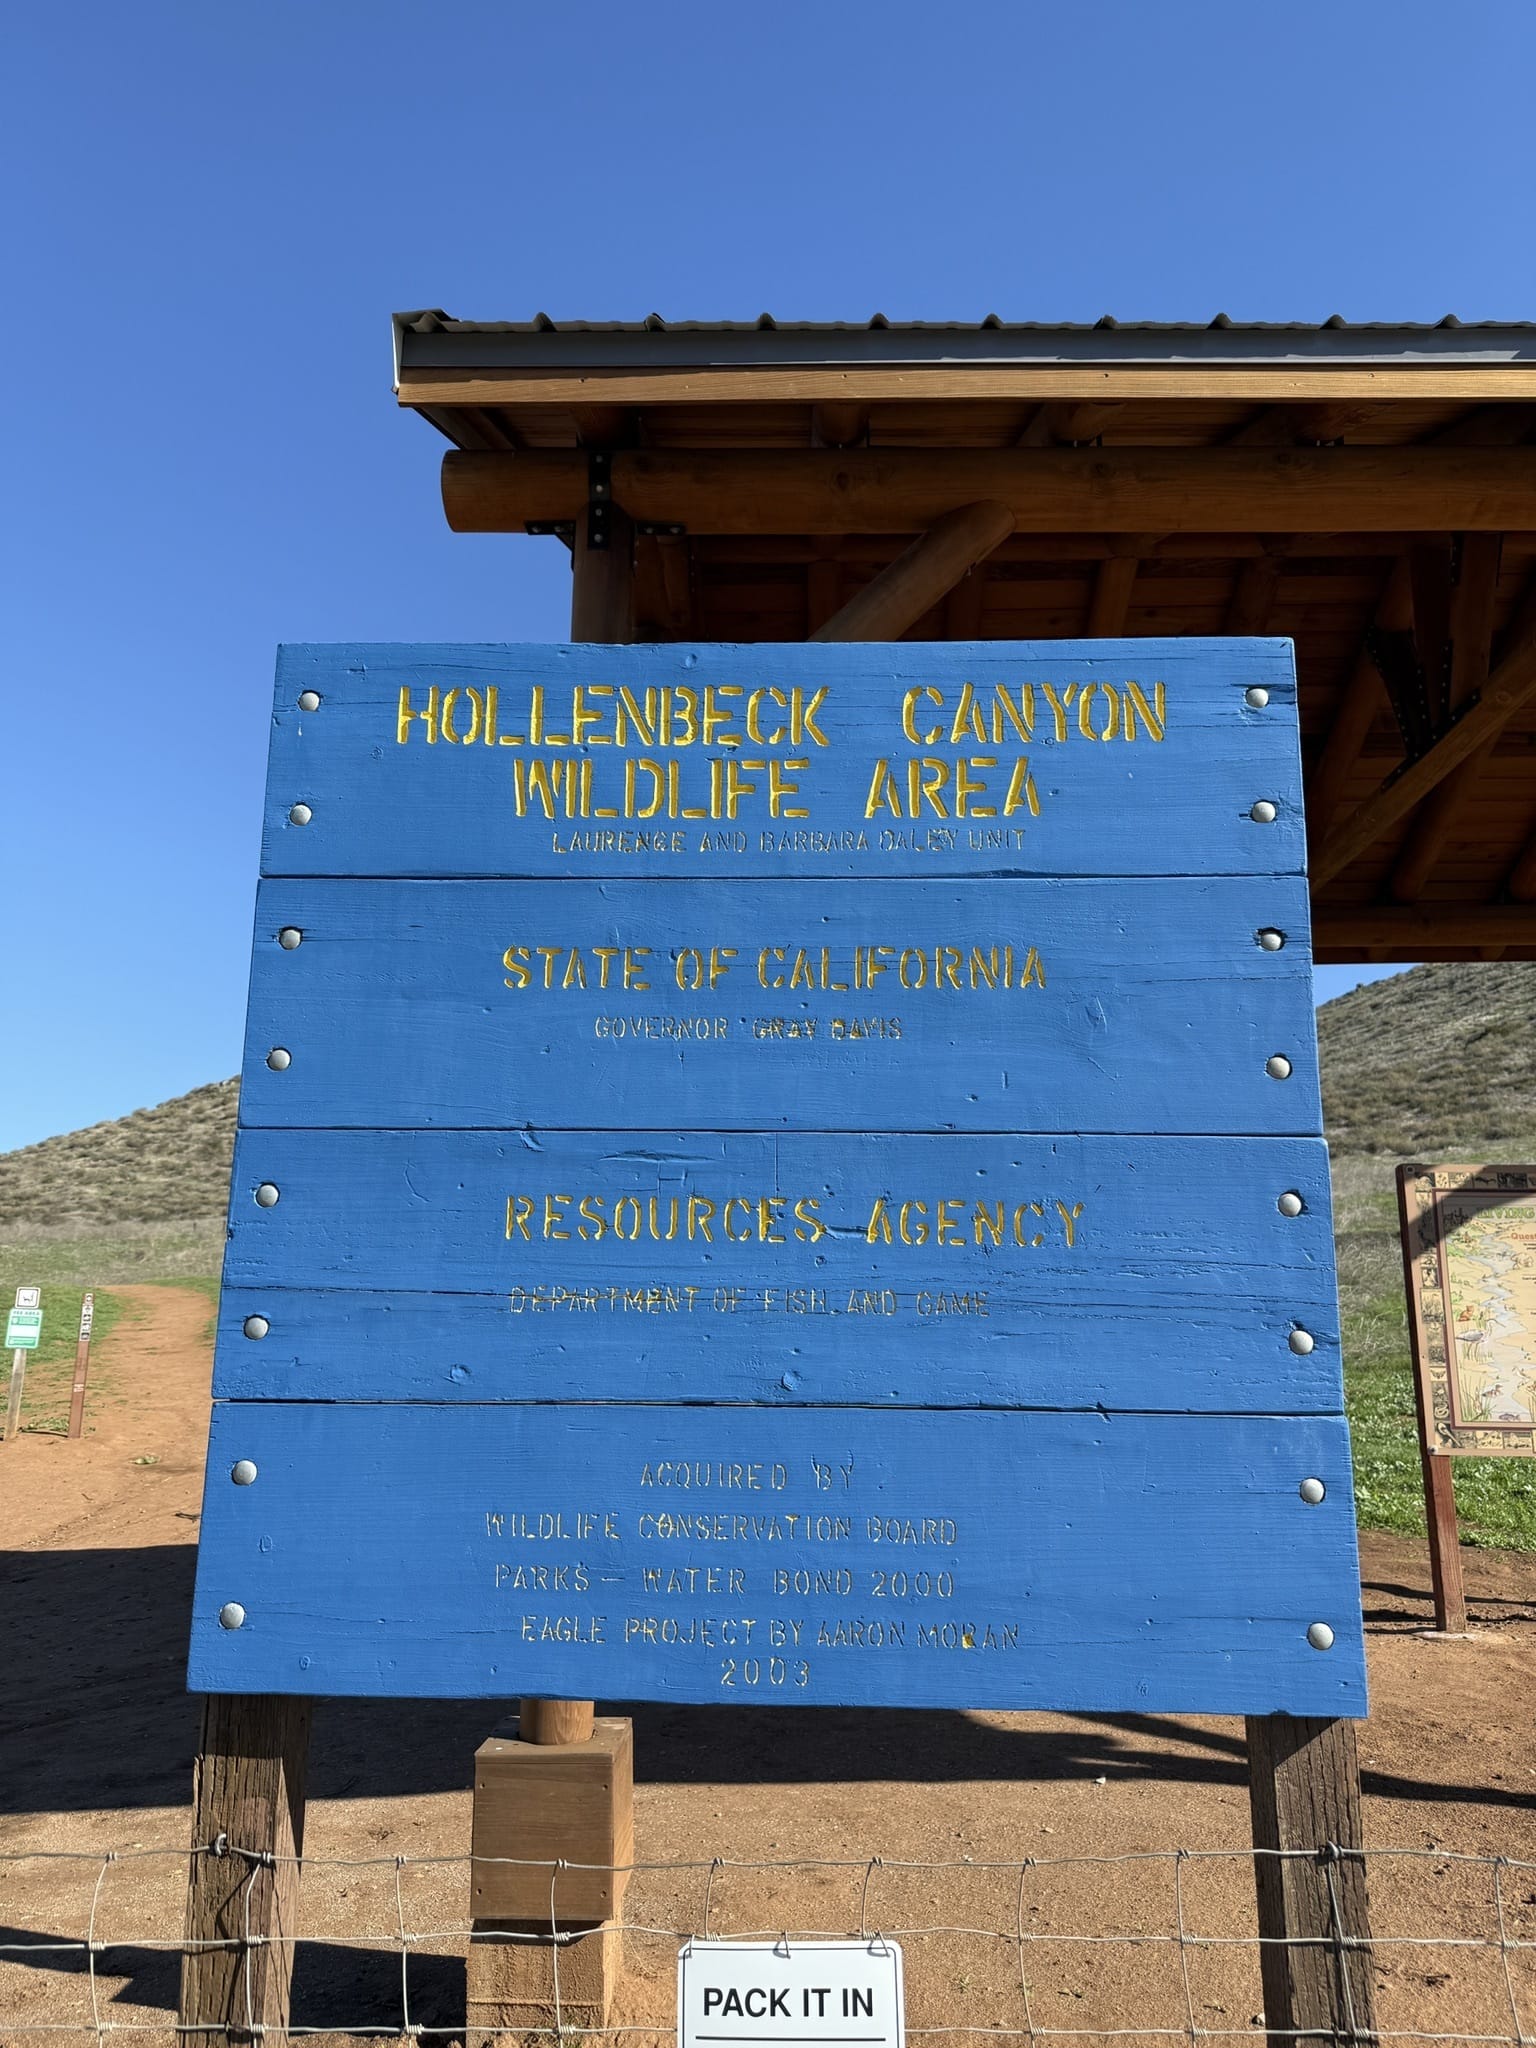 HOLLENBECK CANYON
WILDLIFE AREA
LAURENCE AND BARBARA DALEY UNIT
STATE OF CALIFORNIA
GOVERNOR GRAY DAVIS
RESOURCES AGENCY
DEPARTMENT OF FISH AND GAME
ACQUIRED BY
WILDLIFE CONSERVATION BOARD
PARKS – WATER BOND 2000
EAGLE PROJECT BY AARON MORAN
2003
PACK IT IN